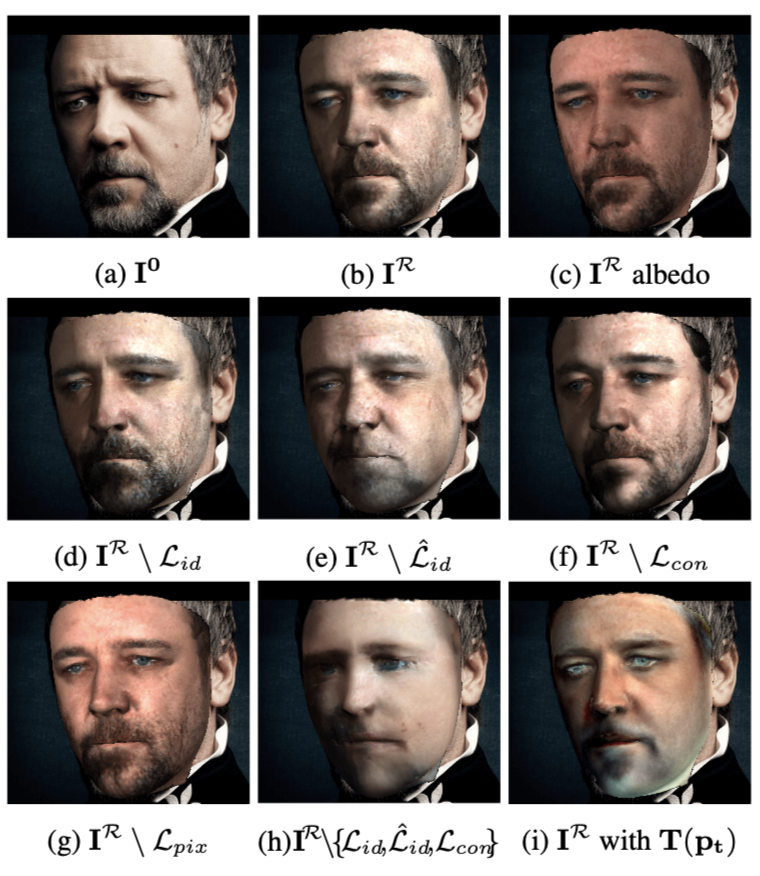 (a) I⁰ (b) I^ℛ (c) I^ℛ albedo
(d) I^ℛ \ ℒ_id (e) I^ℛ \ ℒ̂_id (f) I^ℛ \ ℒ_con
(g) I^ℛ \ ℒ_pix (h)I^ℛ\{ℒ_id,ℒ̂_id,ℒ_con} (i) I^ℛ with T(p_t)